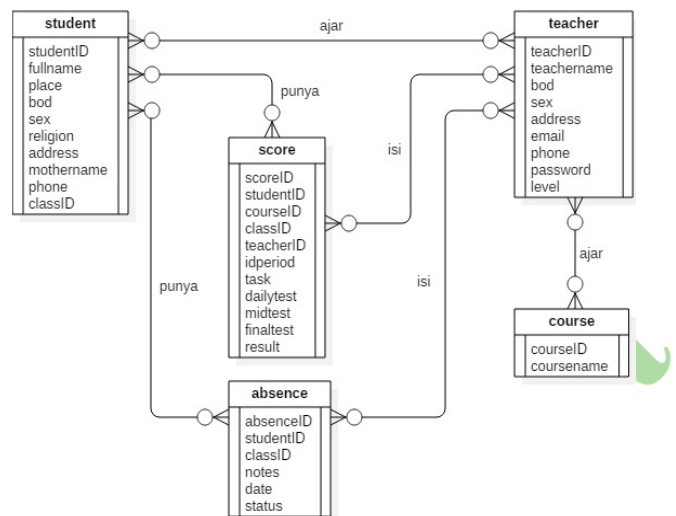 student
studentID
fullname
place
bod
sex
religion
address
mothername
phone
classID
ajar
teacher
teacherID
teachername
bod
sex
address
email
phone
password
level
punya
isi
score
scoreID
studentID
courseID
classID
teacherID
idperiod
task
dailytest
midtest
finaltest
result
punya
isi
ajar
course
courseID
coursename
absence
absenceID
studentID
classID
notes
date
status